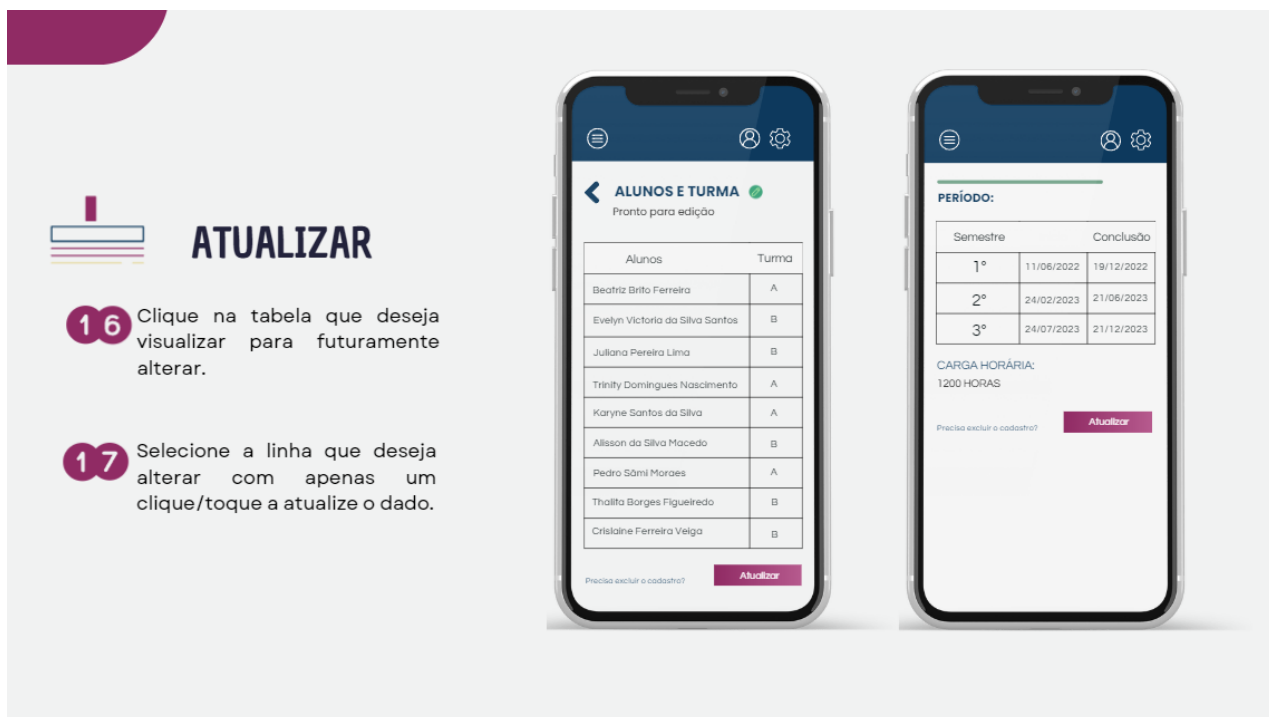 ATUALIZAR
16
Clique na tabela que deseja
visualizar para futuramente
alterar.
17
Selecione a linha que deseja
alterar com apenas um
clique/toque a atualize o dado.
ALUNOS E TURMA
Pronto para edição
Alunos Turma
Beatriz Brito Ferreira A
Evelyn Victoria da Silva Santos B
Juliana Pereira Lima B
Trinity Domingues Nascimento A
Karyne Santos da Silva A
Alisson da Silva Macedo B
Pedro Sâmi Moraes A
Thalita Borges Figueiredo B
Crislaine Ferreira Veiga B
Precisa excluir o cadastro? Atualizar
PERÍODO:
Semestre Conclusão
1° 11/06/2022 19/12/2022
2° 24/02/2023 21/06/2023
3° 24/07/2023 21/12/2023
CARGA HORÁRIA:
1200 HORAS
Precisa excluir o cadastro? Atualizar